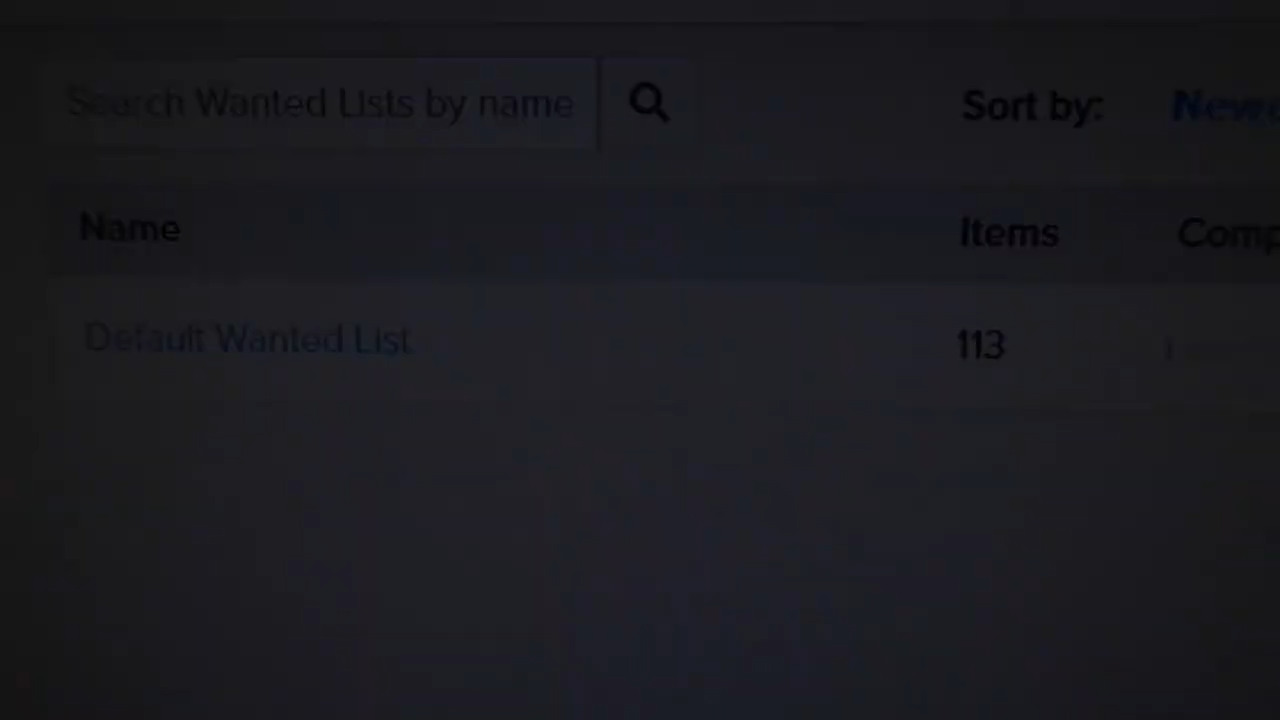 Search Wanted Lists by name
Sort by:
Name
Items
Default Wanted List
113